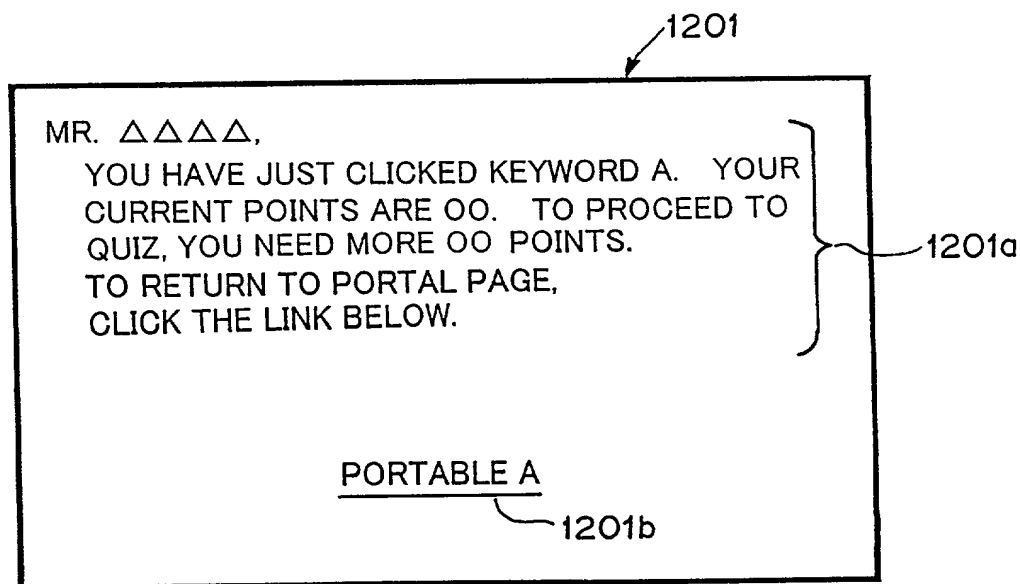 1201
MR. △△△△,
YOU HAVE JUST CLICKED KEYWORD A. YOUR
CURRENT POINTS ARE OO. TO PROCEED TO
QUIZ, YOU NEED MORE OO POINTS.
TO RETURN TO PORTAL PAGE,
CLICK THE LINK BELOW.
1201a
PORTABLE A
1201b